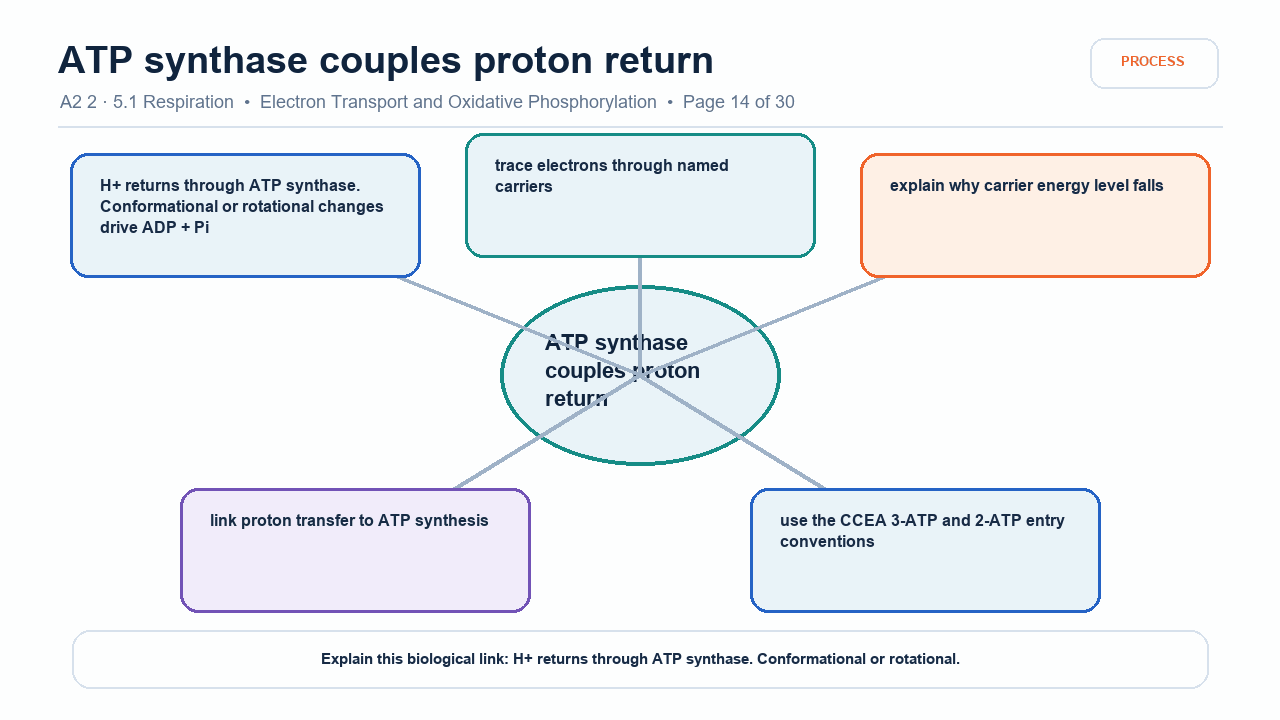 ATP synthase couples proton return
PROCESS
A2 2 · 5.1 Respiration • Electron Transport and Oxidative Phosphorylation • Page 14 of 30
H+ returns through ATP synthase.
Conformational or rotational changes
drive ADP + Pi
trace electrons through named
carriers
explain why carrier energy level falls
ATP synthase
couples proton
return
link proton transfer to ATP synthesis
use the CCEA 3-ATP and 2-ATP entry
conventions
Explain this biological link: H+ returns through ATP synthase. Conformational or rotational.